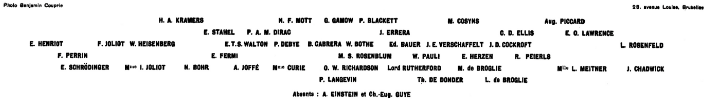 Photo Benjamin Couprie 28, avenue Louise, Bruxelles
H. A. KRAMERS N. F. MOTT G. GAMOW P. BLACKETT M. COSYNS Aug. PICCARD
E. STAHEL P. A. M. DIRAC J. ERRERA C. D. ELLIS E. O. LAWRENCE
E. HENRIOT F. JOLIOT W. HEISENBERG E.T.S. WALTON P. DEBYE B. CABRERA W. BOTHE Ed. BAUER J. E. VERSCHAFFELT J. D. COCKROFT L. ROSENFELD
F. PERRIN E. FERMI M. S. ROSENBLUM W. PAULI E. HERZEN R. PEIERLS
E. SCHRÖDINGER Mme I. JOLIOT N. BOHR A. JOFFÉ Mme CURIE O. W. RICHARDSON Lord RUTHERFORD M. de BROGLIE Mlle L. MEITNER J. CHADWICK
P. LANGEVIN Th. DE DONDER L. de BROGLIE
Absents : A. EINSTEIN et Ch.-Eug. GUYE